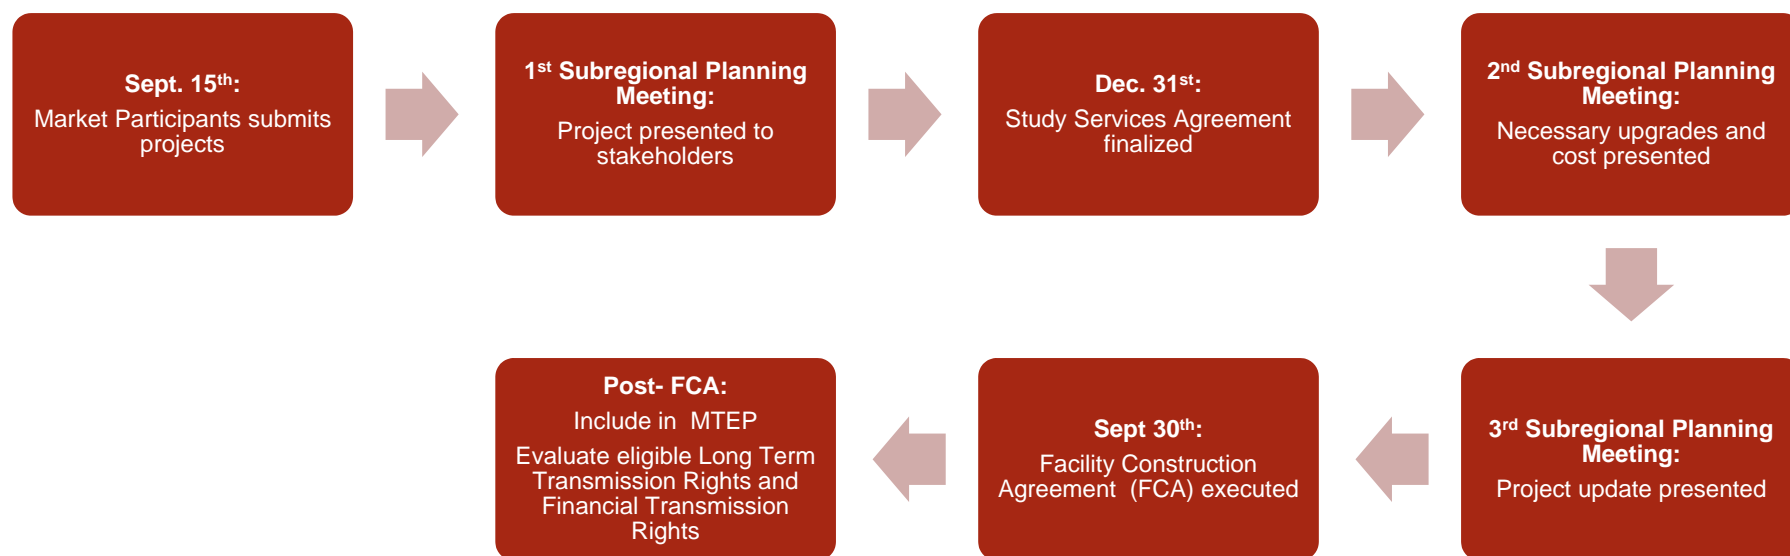 Sept. 15th:
Market Participants submits
projects
1st Subregional Planning
Meeting:
Project presented to
stakeholders
Dec. 31st:
Study Services Agreement
finalized
2nd Subregional Planning
Meeting:
Necessary upgrades and
cost presented
3rd Subregional Planning
Meeting:
Project update presented
Sept 30th:
Facility Construction
Agreement (FCA) executed
Post- FCA:
Include in MTEP
Evaluate eligible Long Term
Transmission Rights and
Financial Transmission
Rights